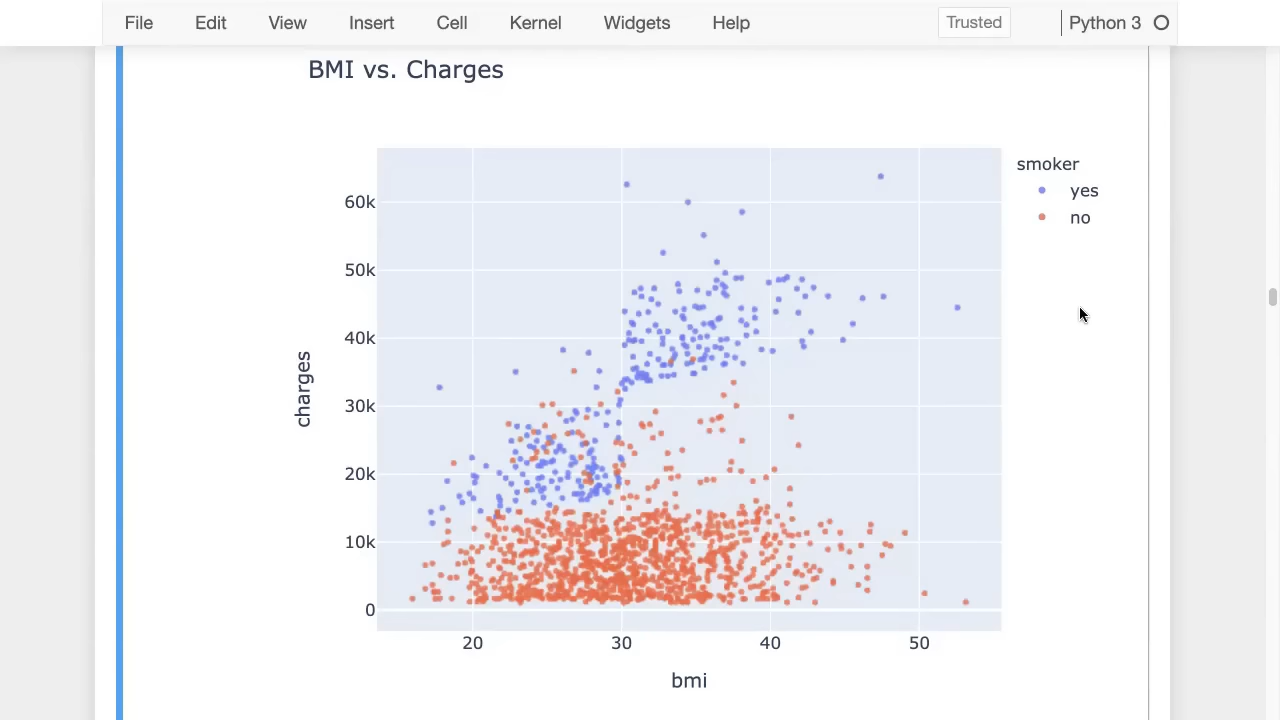 File Edit View Insert Cell Kernel Widgets Help Trusted Python 3
BMI vs. Charges
smoker
yes
no
60k
50k
40k
30k
20k
10k
0
charges
20 30 40 50
bmi